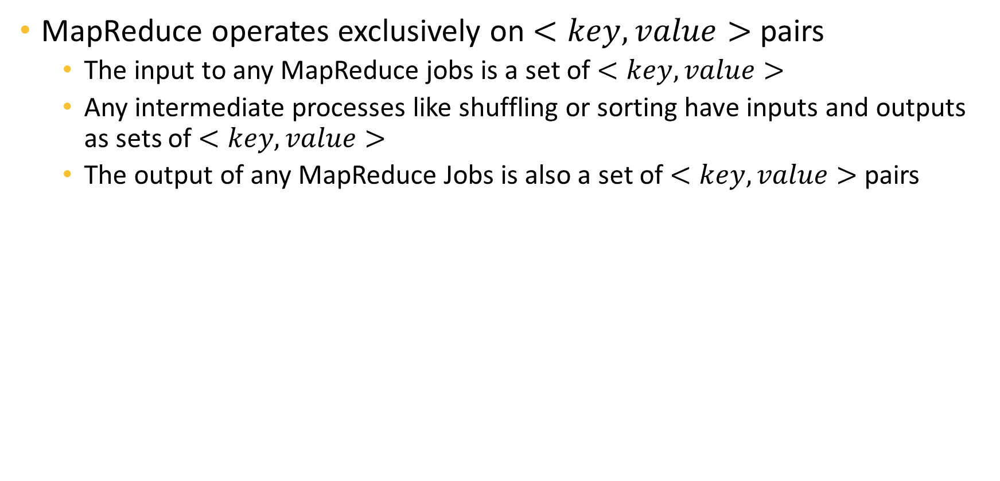 • MapReduce operates exclusively on < key, value > pairs
• The input to any MapReduce jobs is a set of < key, value >
• Any intermediate processes like shuffling or sorting have inputs and outputs
as sets of < key, value >
• The output of any MapReduce Jobs is also a set of < key, value > pairs